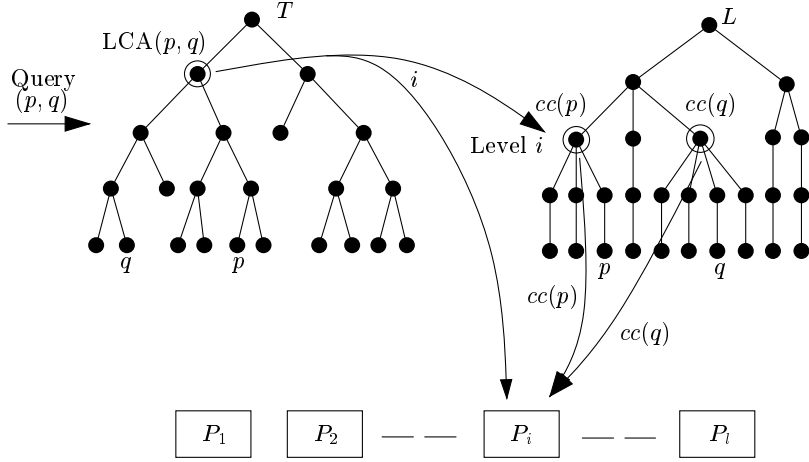 T
L
LCA(p, q)
Query
(p, q)
i
cc(p)
cc(q)
Level i
q
p
p
q
cc(p)
cc(q)
P1
P2
Pi
Pl